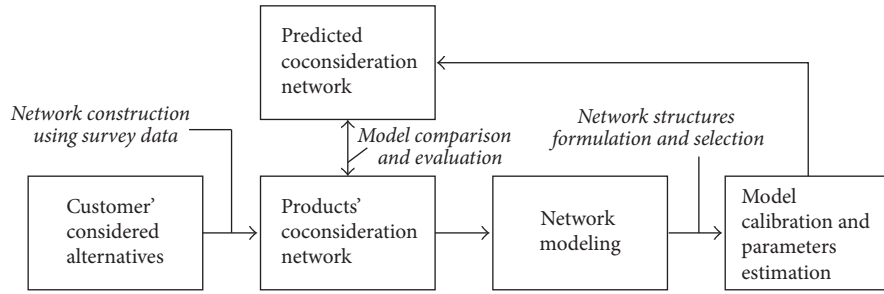 Predicted
coconsideration
network
Network construction
using survey data
Model comparison
and evaluation
Network structures
formulation and selection
Customer’
considered
alternatives
Products’
coconsideration
network
Network
modeling
Model
calibration and
parameters
estimation